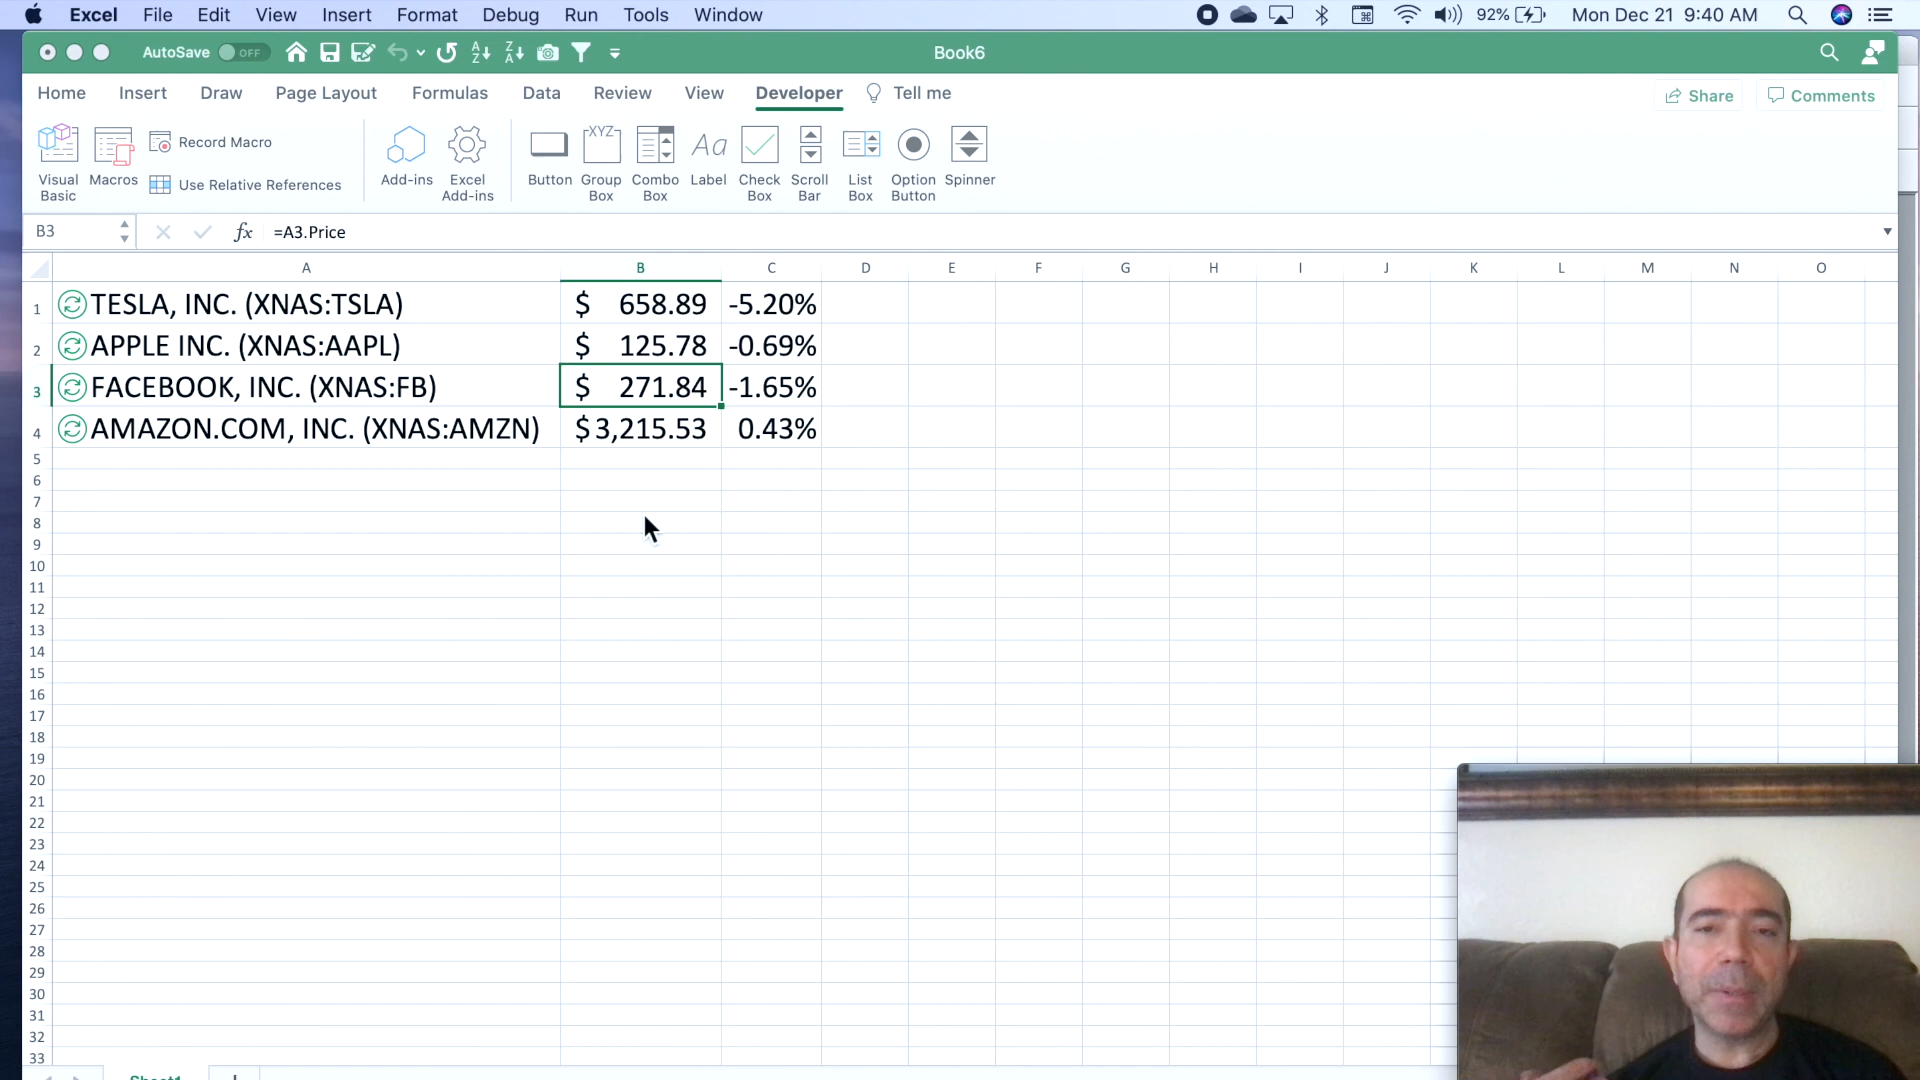 Excel File Edit View Insert Format Debug Run Tools Window 92% Mon Dec 21 9:40 AM
AutoSave OFF Book6
Home Insert Draw Page Layout Formulas Data Review View Developer Tell me Share Comments
Visual Basic Macros Record Macro Use Relative References Add-ins Excel Add-ins Button XYZ Group Box Combo Box Aa Label Check Box Scroll Bar List Box Option Button Spinner
B3 fx =A3.Price
A B C D E F G H I J K L M N O
1 TESLA, INC. (XNAS:TSLA) $ 658.89 -5.20%
2 APPLE INC. (XNAS:AAPL) $ 125.78 -0.69%
3 FACEBOOK, INC. (XNAS:FB) $ 271.84 -1.65%
4 AMAZON.COM, INC. (XNAS:AMZN) $3,215.53 0.43%
5
6
7
8
9
10
11
12
13
14
15
16
17
18
19
20
21
22
23
24
25
26
27
28
29
30
31
32
33
Sheet1